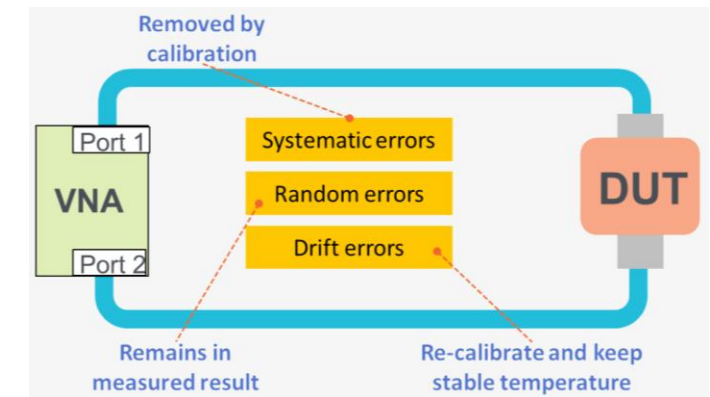 Removed by
calibration
Port 1
Systematic errors
Random errors
VNA
DUT
Drift errors
Port 2
Remains in
measured result
Re-calibrate and keep
stable temperature